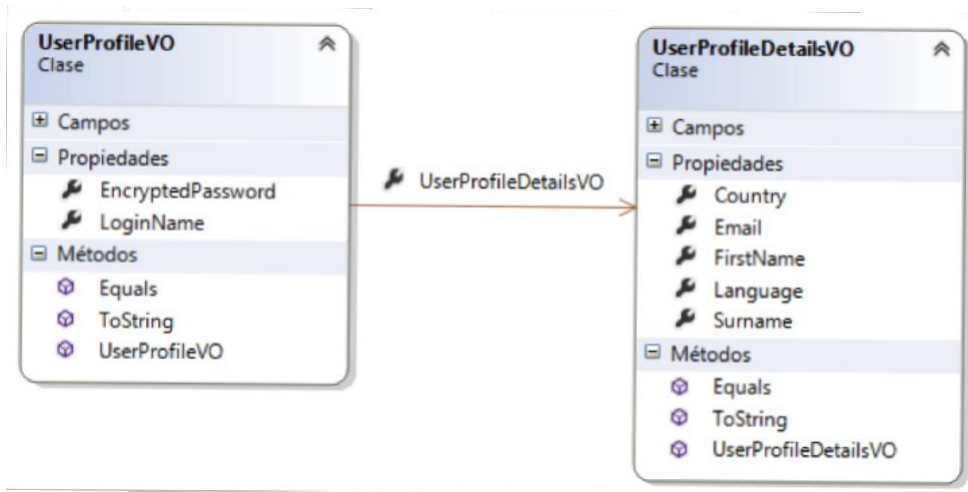 UserProfileVO
Clase
Campos
Propiedades
EncryptedPassword
LoginName
Métodos
Equals
ToString
UserProfileVO
UserProfileDetailsVO
UserProfileDetailsVO
Clase
Campos
Propiedades
Country
Email
FirstName
Language
Surname
Métodos
Equals
ToString
UserProfileDetailsVO